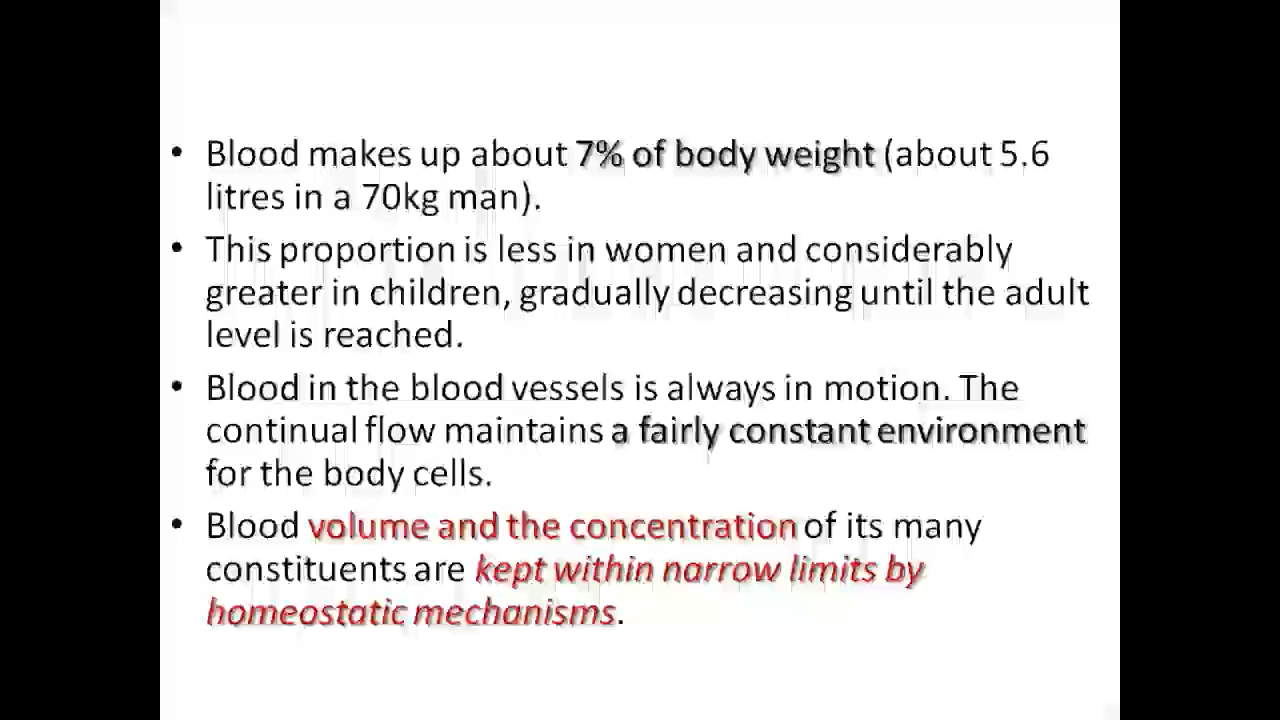 • Blood makes up about 7% of body weight (about 5.6
litres in a 70kg man).
• This proportion is less in women and considerably
greater in children, gradually decreasing until the adult
level is reached.
• Blood in the blood vessels is always in motion. The
continual flow maintains a fairly constant environment
for the body cells.
• Blood volume and the concentration of its many
constituents are kept within narrow limits by
homeostatic mechanisms.